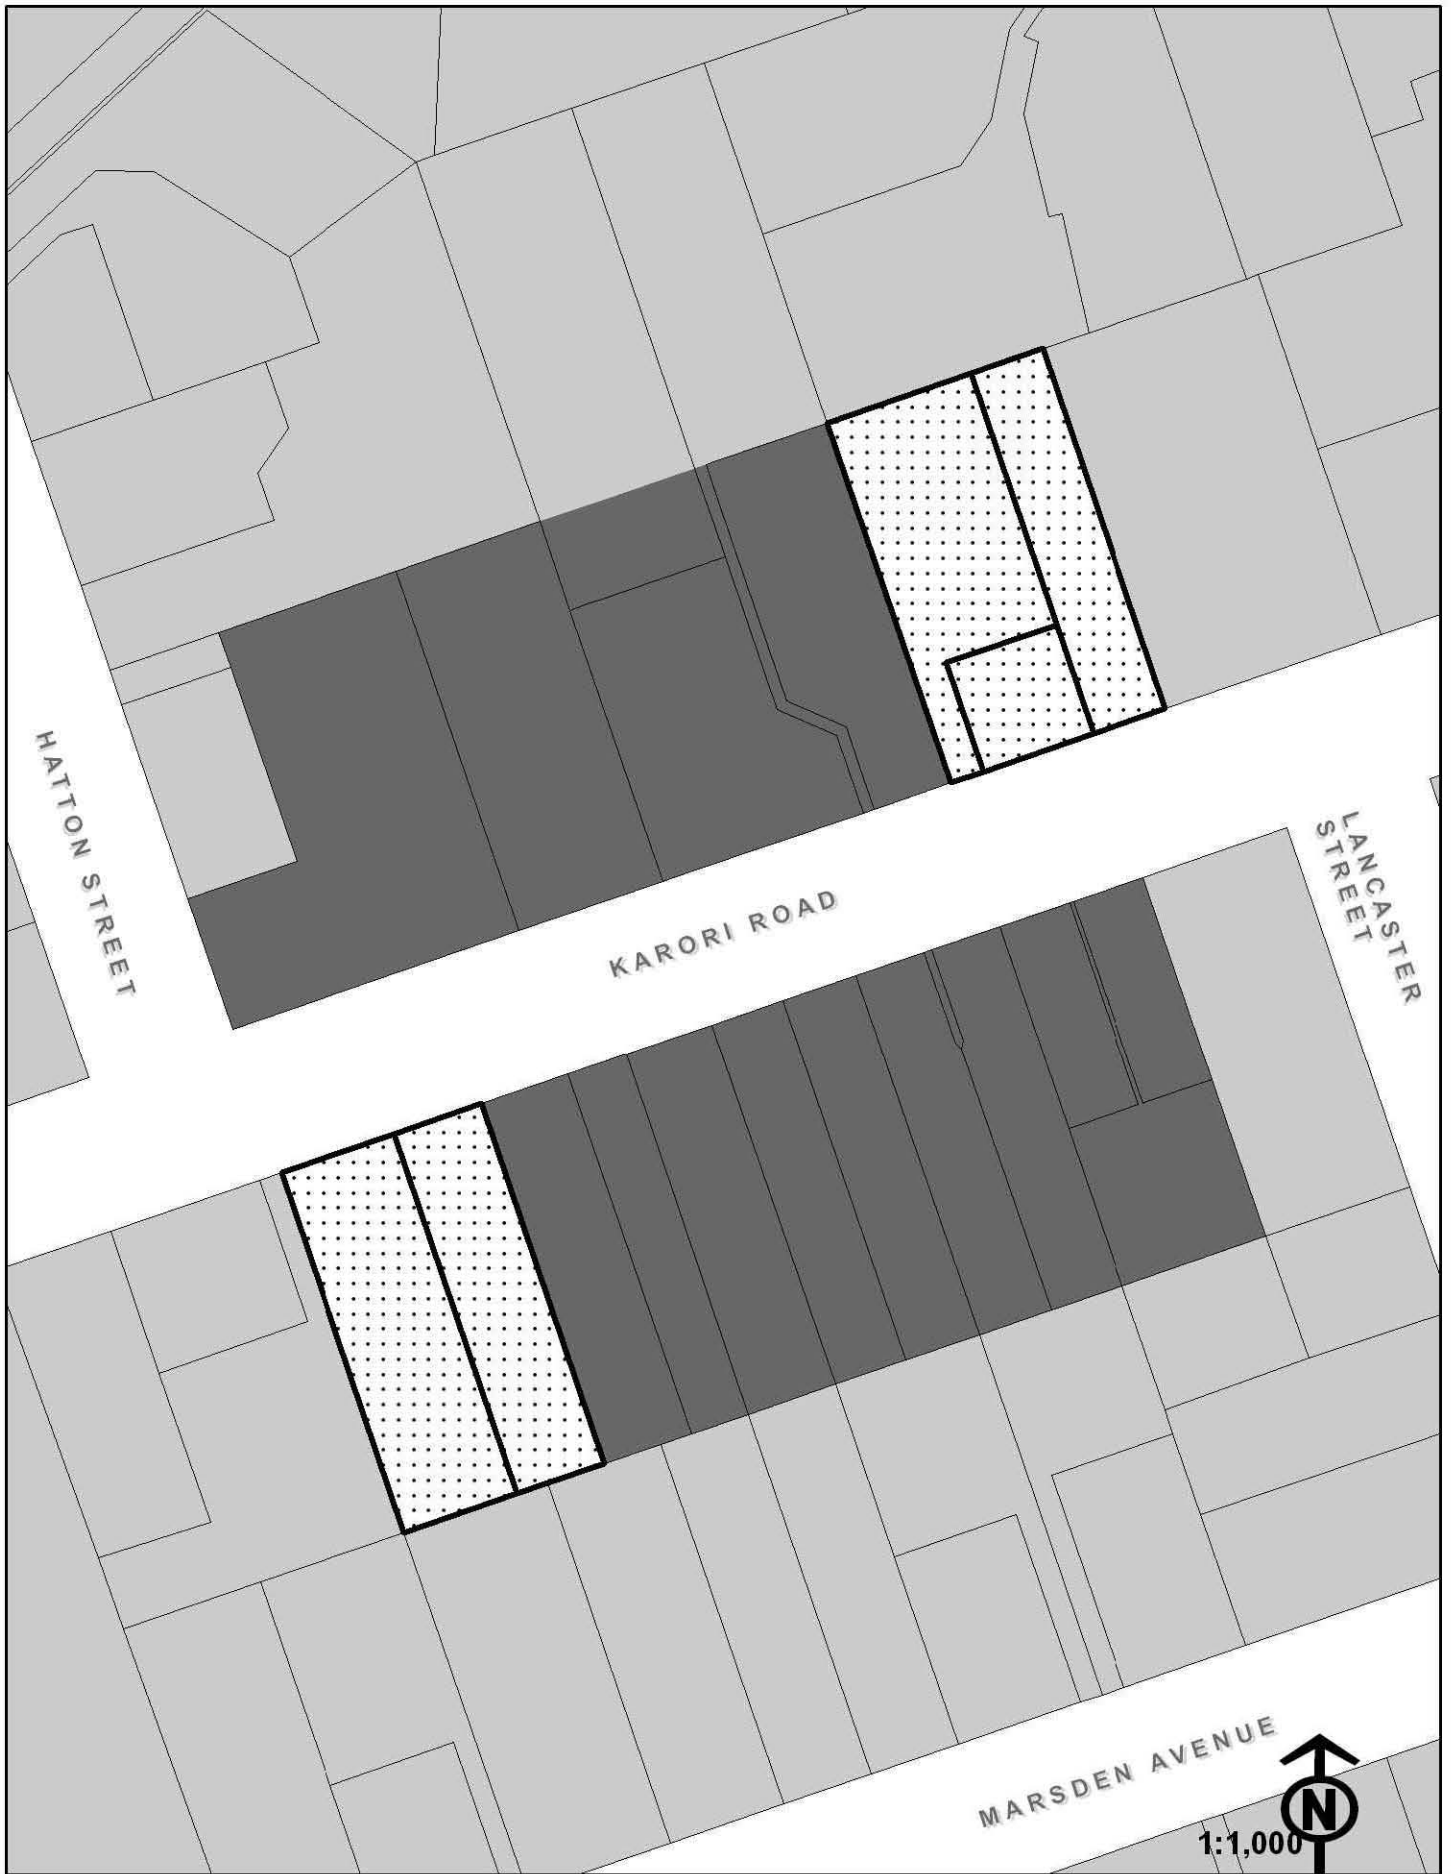 HATTON STREET
KARORI ROAD
LANCASTER
STREET
MARSDEN AVENUE
N
1:1,000